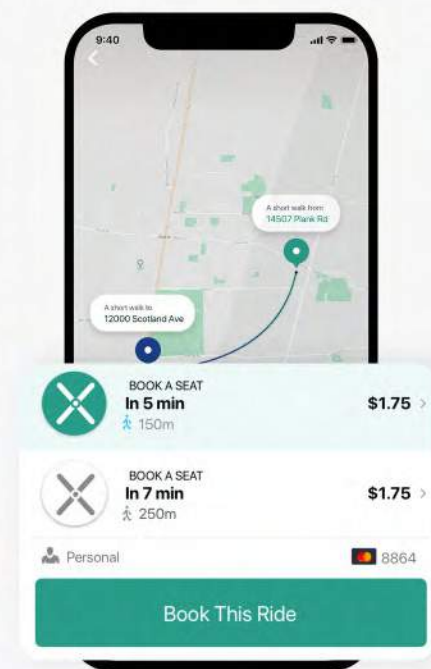 9:40
A short walk from
14507 Plank Rd
A short walk to
12000 Scotland Ave
BOOK A SEAT
In 5 min
$1.75
150m
BOOK A SEAT
In 7 min
$1.75
250m
Personal
8864
Book This Ride